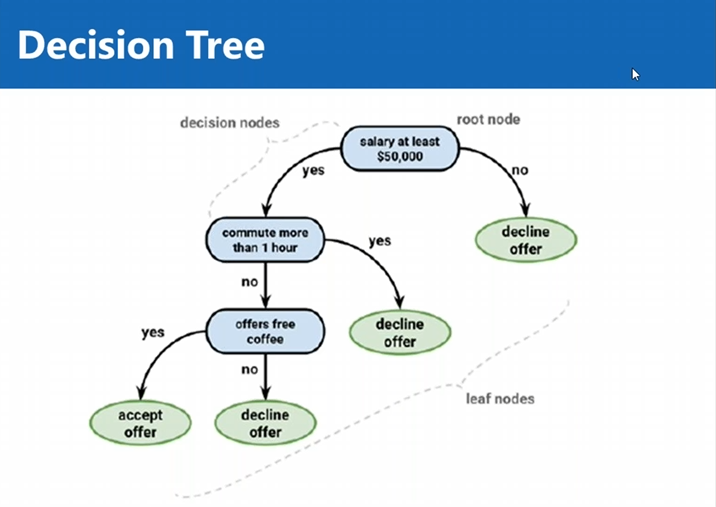 Decision Tree
decision nodes
root node
salary at least
$50,000
yes
no
commute more
than 1 hour
yes
decline
offer
no
offers free
coffee
decline
offer
yes
no
leaf nodes
accept
offer
decline
offer